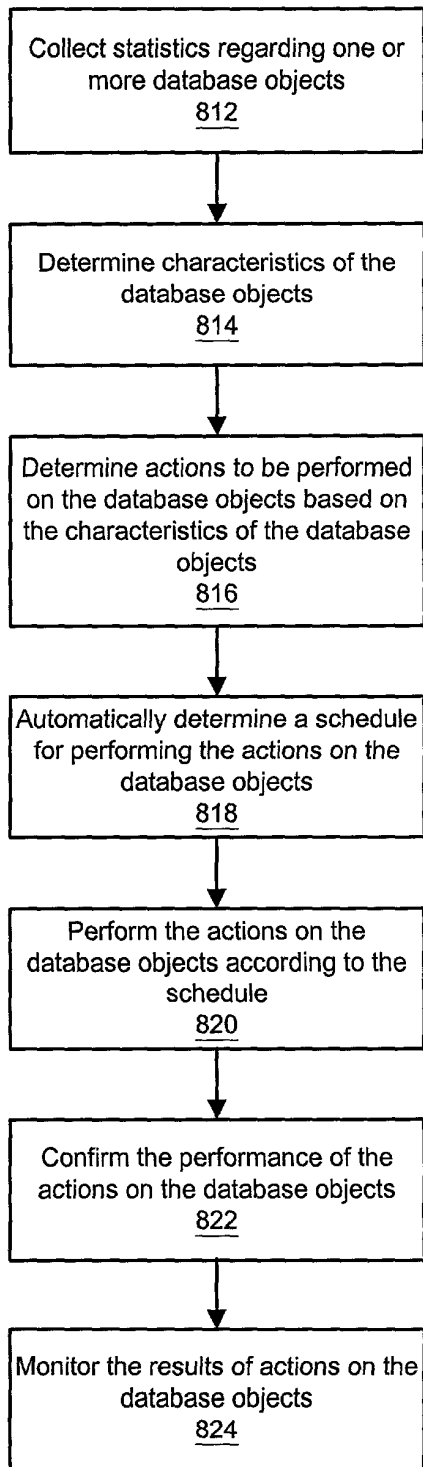 Collect statistics regarding one or
more database objects
812
Determine characteristics of the
database objects
814
Determine actions to be performed
on the database objects based on
the characteristics of the database
objects
816
Automatically determine a schedule
for performing the actions on the
database objects
818
Perform the actions on the
database objects according to the
schedule
820
Confirm the performance of the
actions on the database objects
822
Monitor the results of actions on the
database objects
824